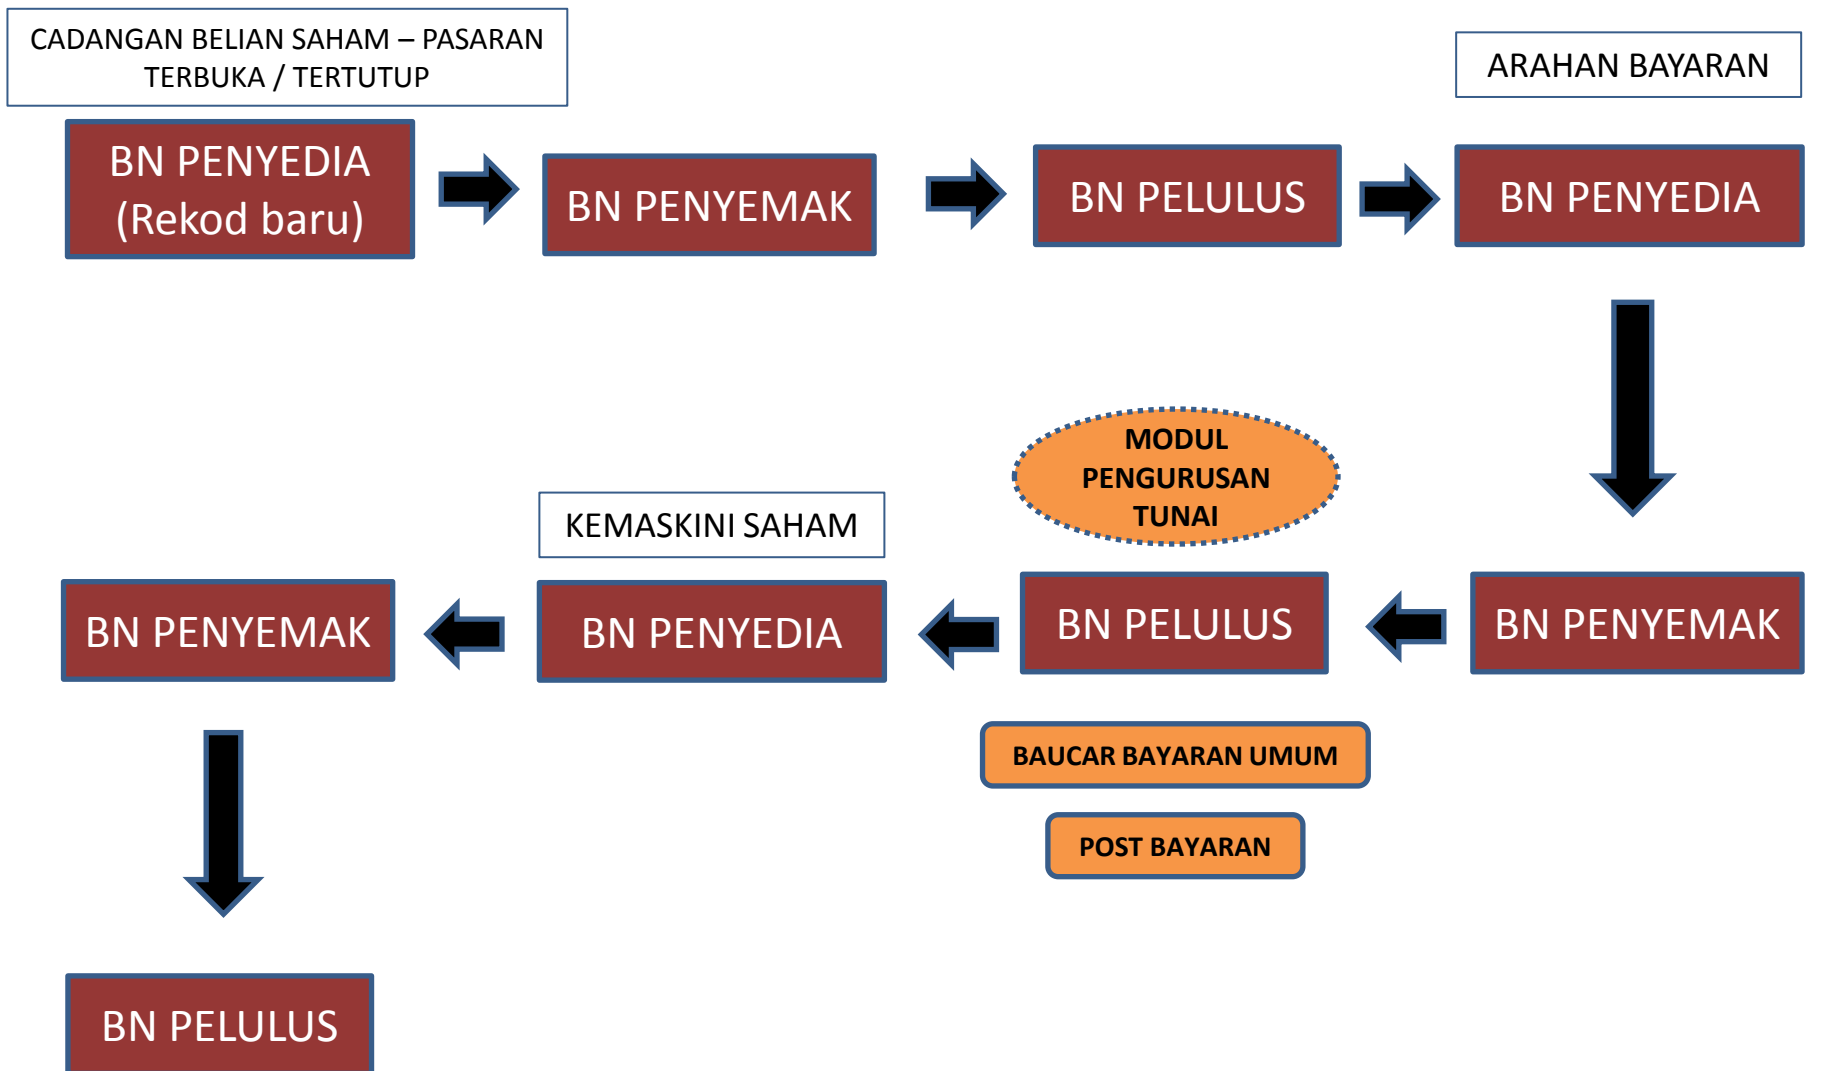 CADANGAN BELIAN SAHAM – PASARAN
TERBUKA / TERTUTUP
ARAHAN BAYARAN
BN PENYEDIA
(Rekod baru)
BN PENYEMAK
BN PELULUS
BN PENYEDIA
MODUL
PENGURUSAN
TUNAI
KEMASKINI SAHAM
BN PENYEMAK
BN PENYEDIA
BN PELULUS
BN PENYEMAK
BAUCAR BAYARAN UMUM
POST BAYARAN
BN PELULUS